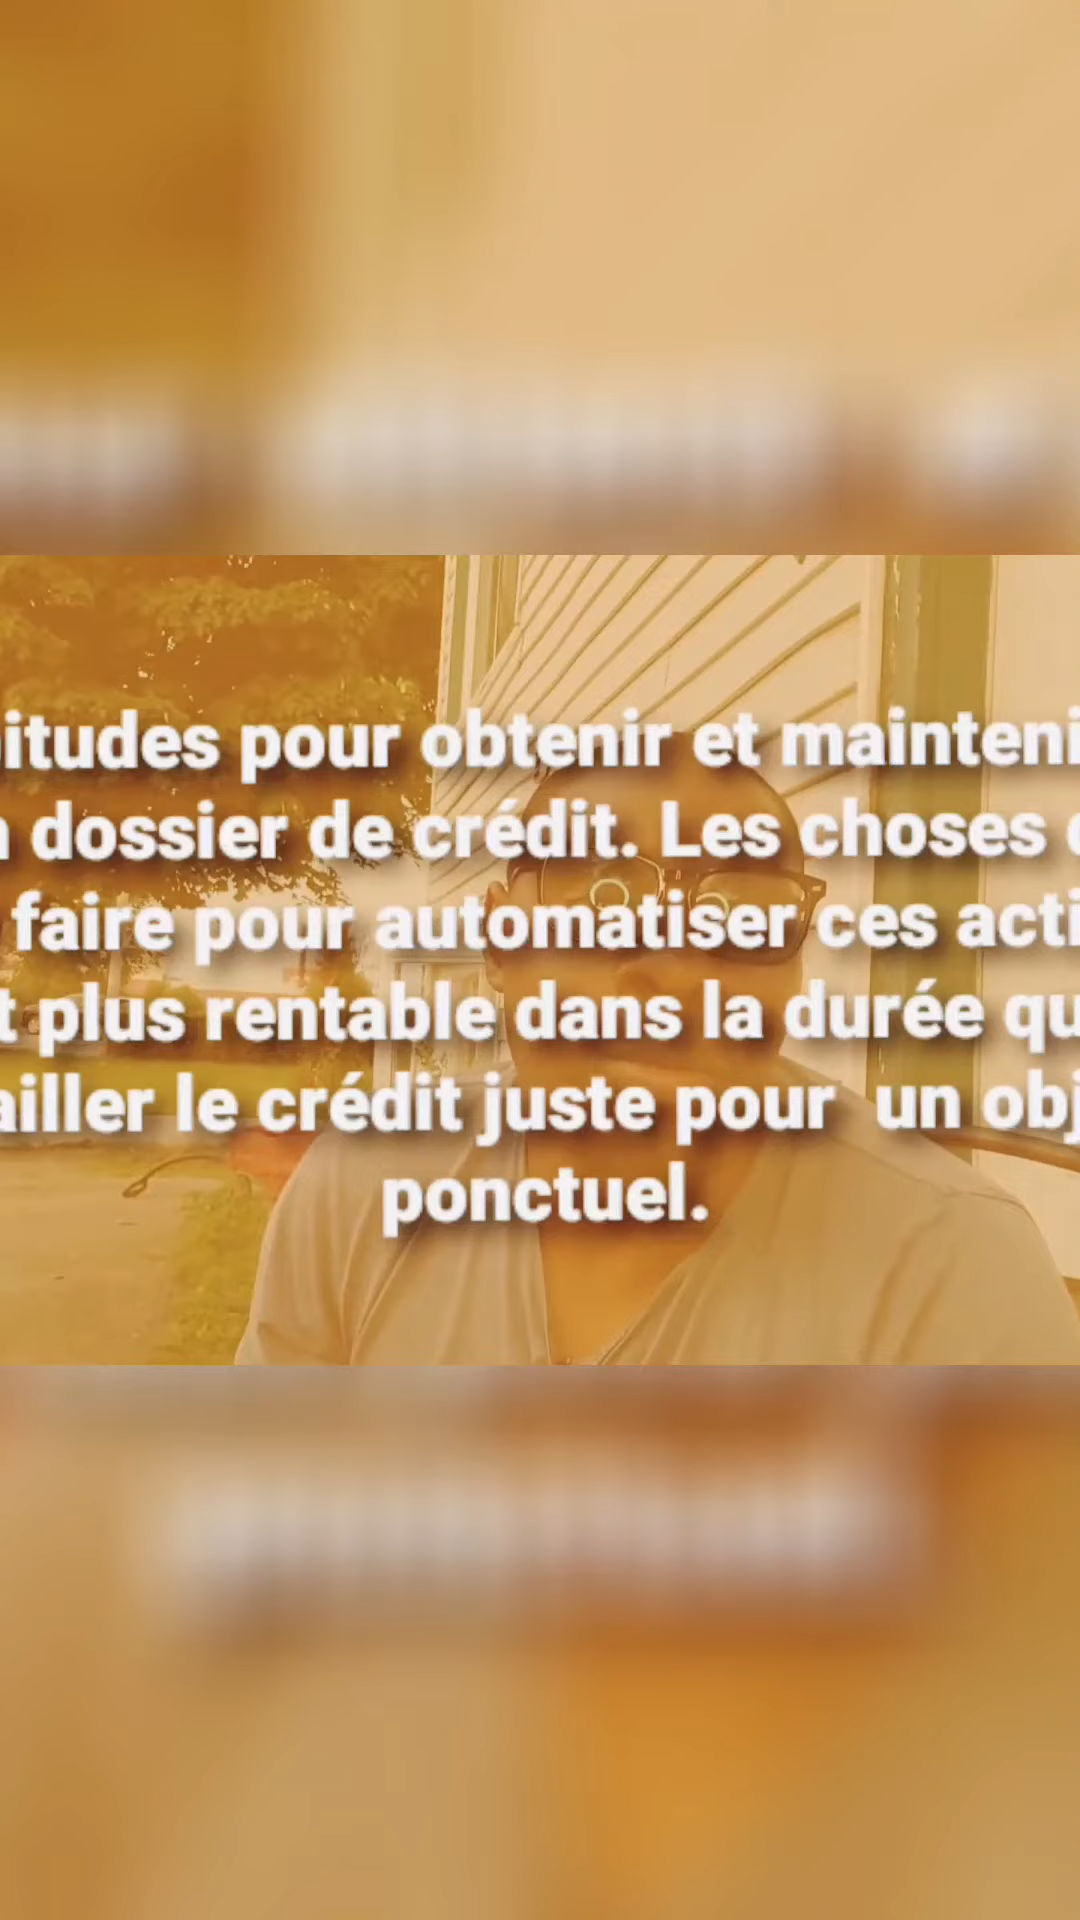 itudes pour obtenir et mainteni
dossier de crédit. Les choses
faire pour automatiser ces acti
t plus rentable dans la durée qu
ailler le crédit juste pour un obj
ponctuel.